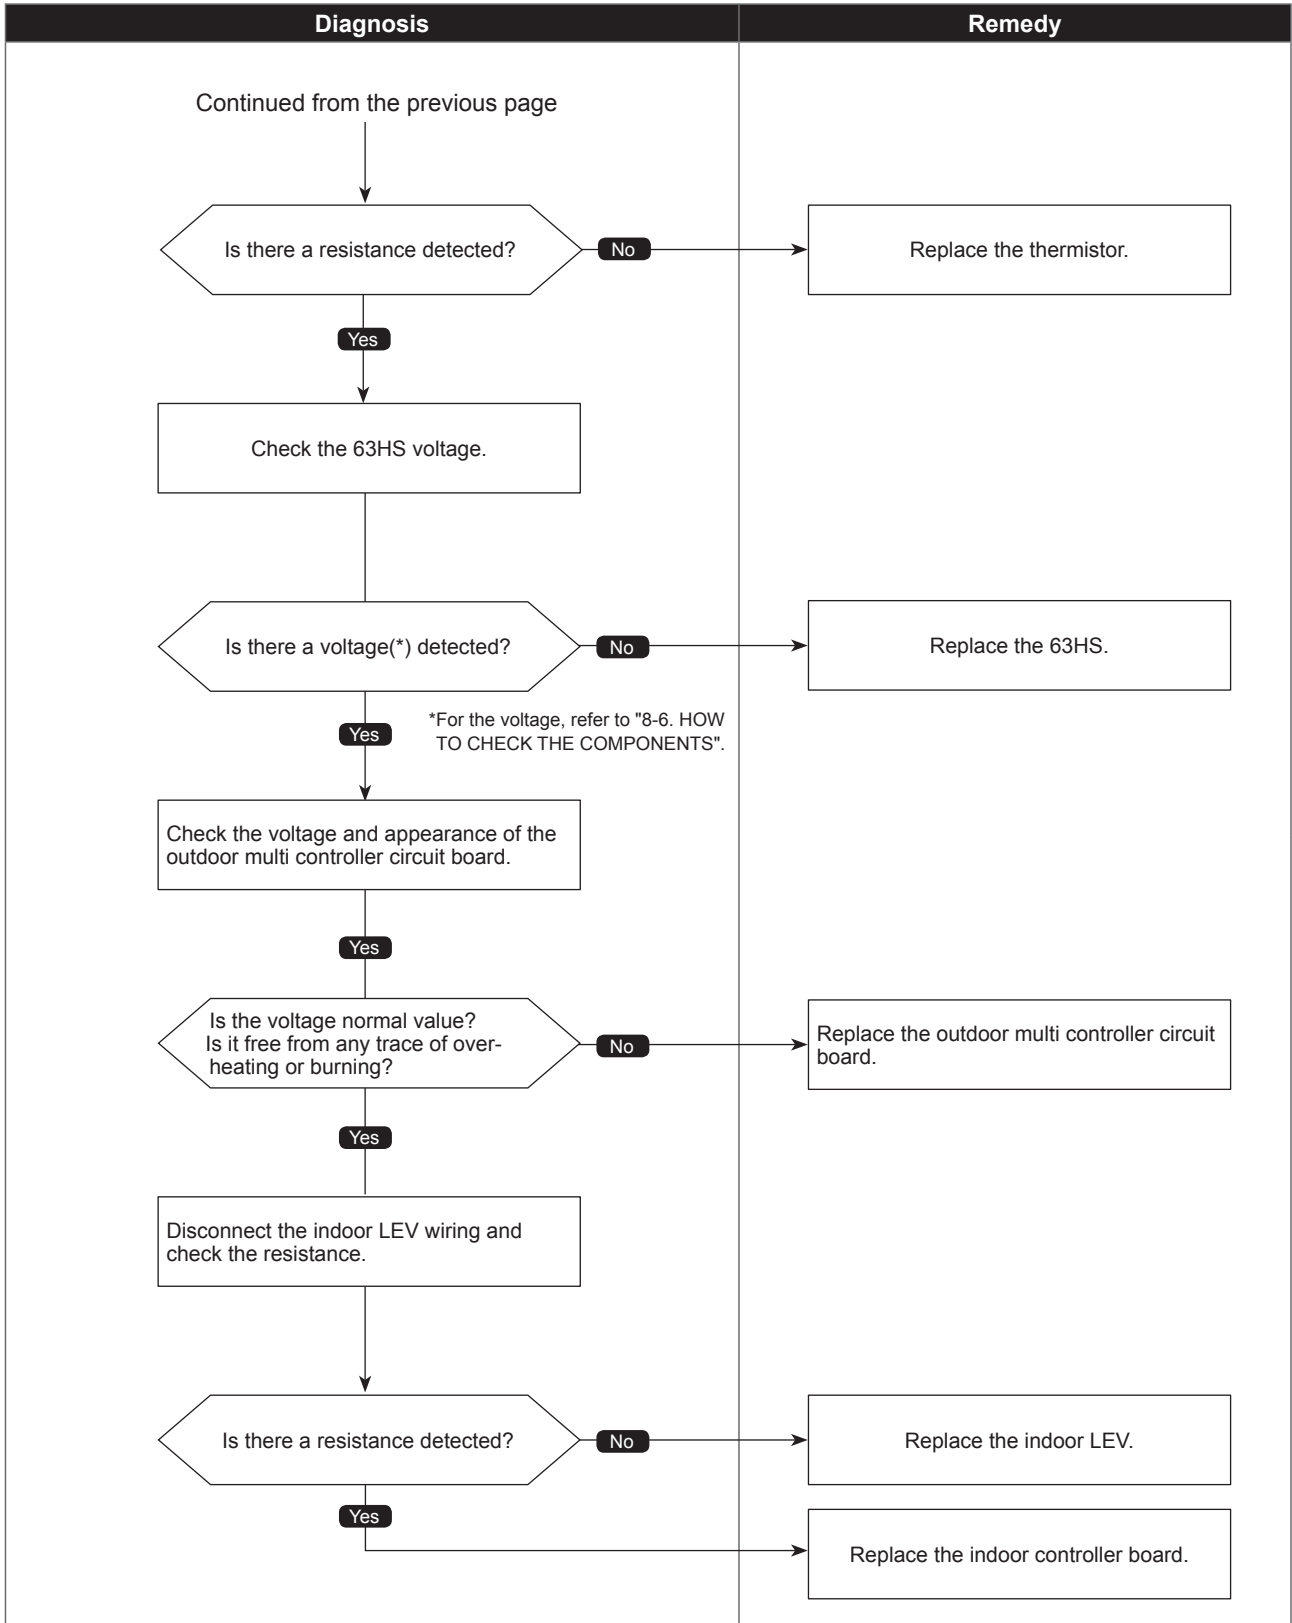 Diagnosis
Remedy
Continued from the previous page
Is there a resistance detected?
No
Replace the thermistor.
Yes
Check the 63HS voltage.
Is there a voltage(*) detected?
No
Replace the 63HS.
Yes
*For the voltage, refer to "8-6. HOW
TO CHECK THE COMPONENTS".
Check the voltage and appearance of the
outdoor multi controller circuit board.
Yes
Is the voltage normal value?
Is it free from any trace of over-
heating or burning?
No
Replace the outdoor multi controller circuit
board.
Yes
Disconnect the indoor LEV wiring and
check the resistance.
Is there a resistance detected?
No
Replace the indoor LEV.
Yes
Replace the indoor controller board.